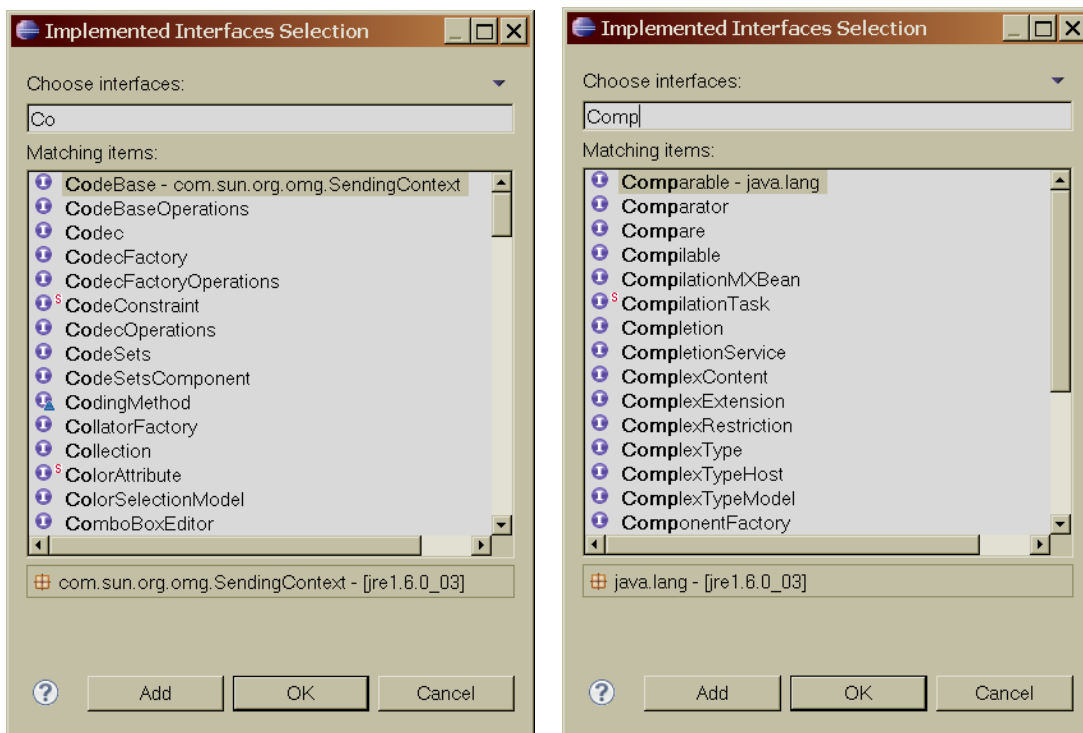 Implemented Interfaces Selection
Choose interfaces:
Co
Matching items:
CodeBase - com.sun.org.omg.SendingContext
CodeBaseOperations
Codec
CodecFactory
CodecFactoryOperations
S CodeConstraint
CodecOperations
CodeSets
CodeSetsComponent
CodingMethod
CollatorFactory
Collection
S ColorAttribute
ColorSelectionModel
ComboBoxEditor
com.sun.org.omg.SendingContext - [jre1.6.0_03]
? Add OK Cancel
Implemented Interfaces Selection
Choose interfaces:
Comp
Matching items:
Comparable - java.lang
Comparator
Compare
Compilable
CompilationMXBean
S CompilationTask
Completion
CompletionService
ComplexContent
ComplexExtension
ComplexRestriction
ComplexType
ComplexTypeHost
ComplexTypeModel
ComponentFactory
java.lang - [jre1.6.0_03]
? Add OK Cancel